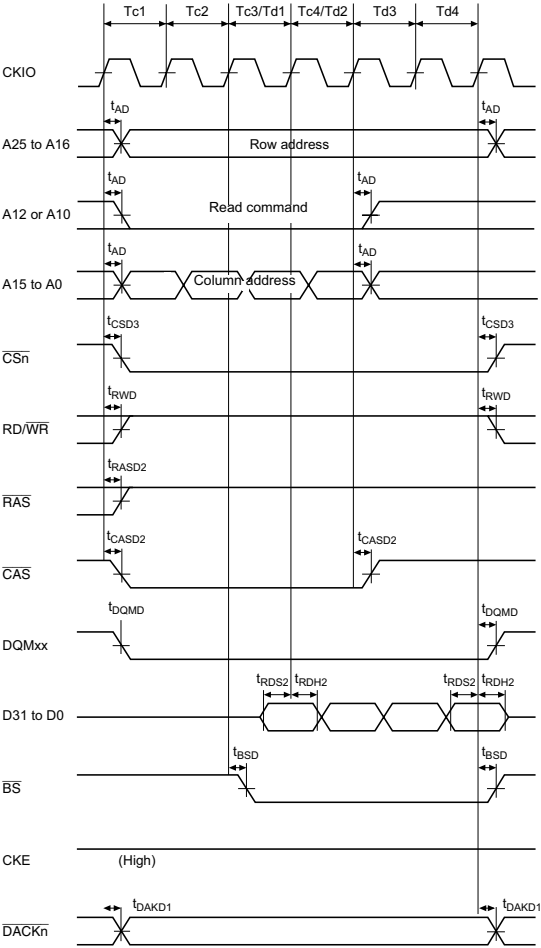 Tc1 Tc2 Tc3/Td1 Tc4/Td2 Td3 Td4
CKIO
tAD tAD
A25 to A16 Row address
tAD tAD
A12 or A10 Read command
tAD tAD
A15 to A0 Column address
tCSD3 tCSD3
CSn
tRWD tRWD
RD/WR
tRASD2
RAS
tCASD2 tCASD2
CAS
tDQMD tDQMD
DQMxx
tRDS2 tRDH2 tRDS2 tRDH2
D31 to D0
tBSD tBSD
BS
CKE (High)
tDAKD1 tDAKD1
DACKn